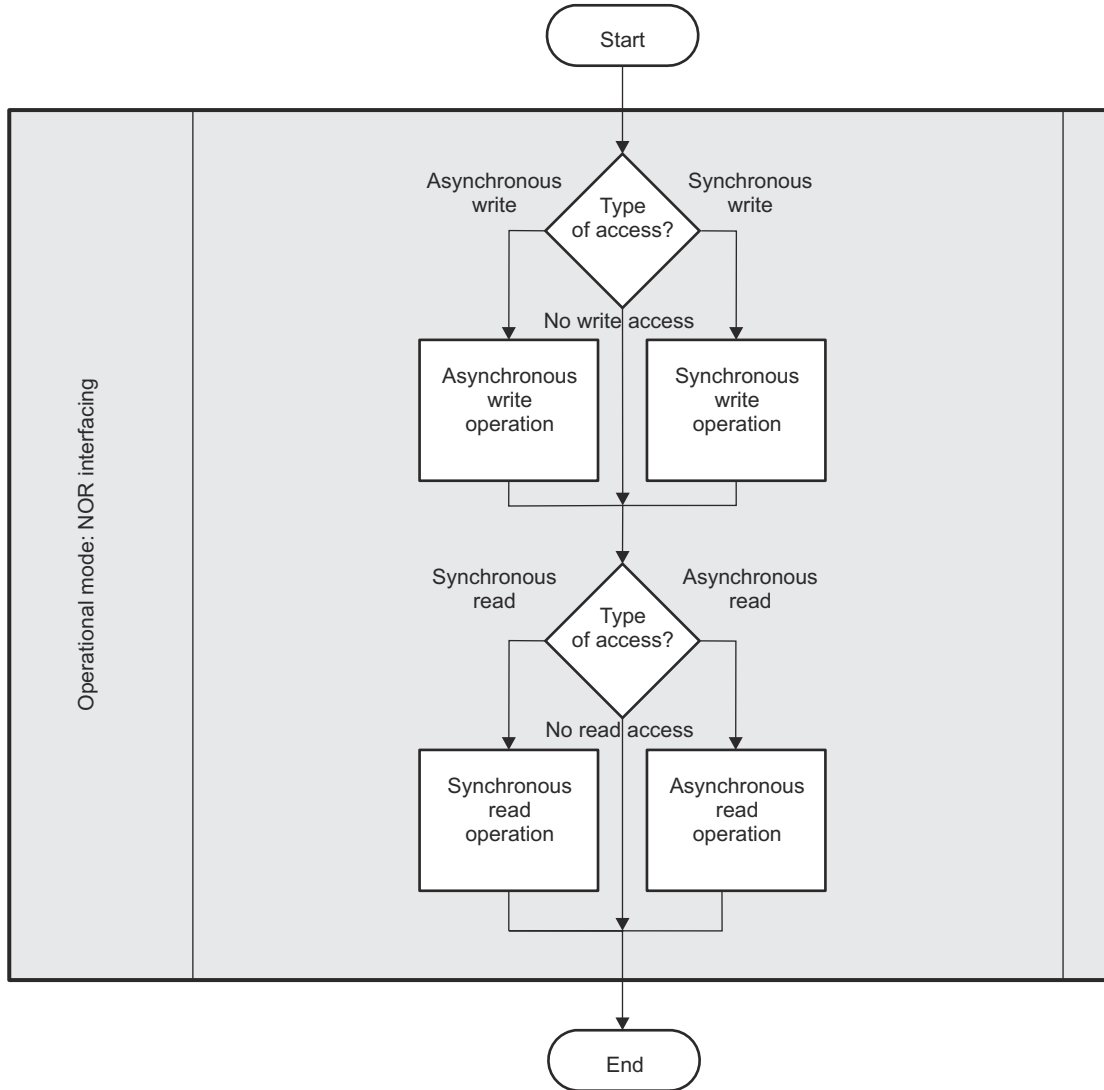 Start
Asynchronous
write
Synchronous
write
Type
of access?
No write access
Asynchronous
write
operation
Synchronous
write
operation
Operational mode: NOR interfacing
Synchronous
read
Asynchronous
read
Type
of access?
No read access
Synchronous
read
operation
Asynchronous
read
operation
End